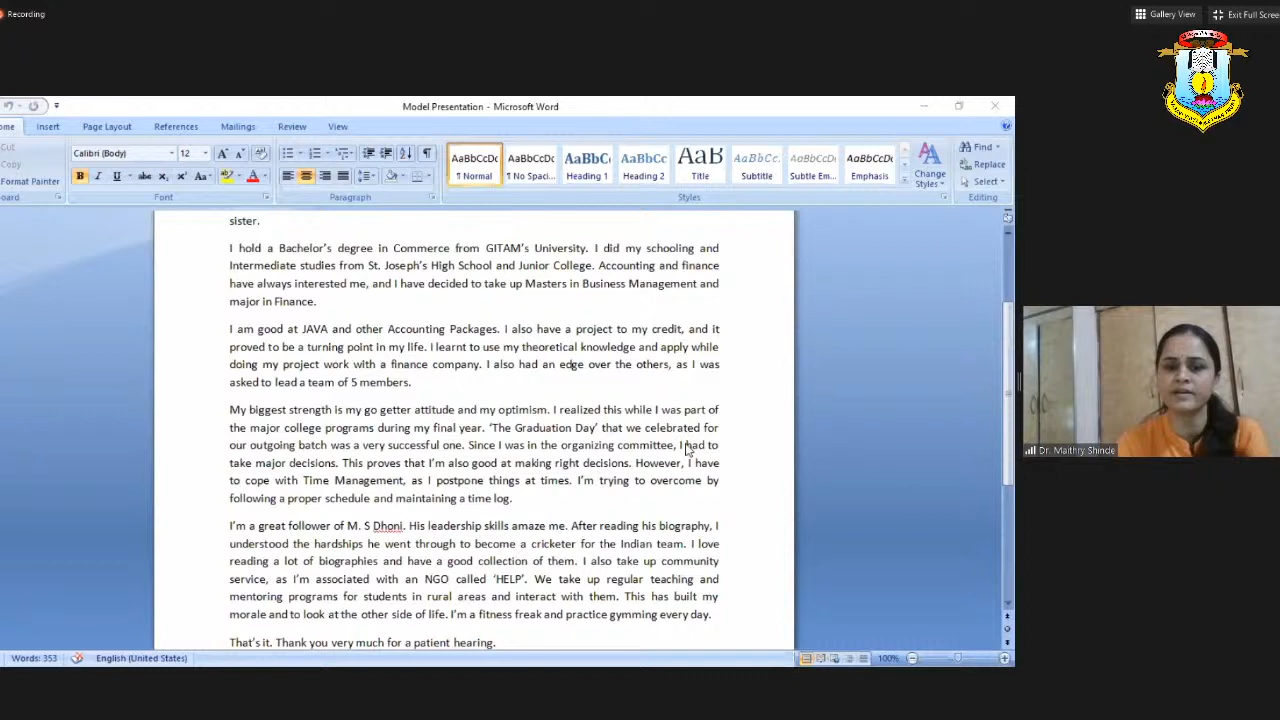 Recording
Gallery View
Exit Full Scree
Model Presentation - Microsoft Word
ome Insert Page Layout References Mailings Review View
Cut
Copy
Format Painter
oard
Calibri (Body) 12
Font
Paragraph
AaBbCcDc AaBbCcDc AaBbC AaBbCc AaB AaBbCc. AaBbCcDc AaBbCcDc
¶ Normal ¶ No Spaci... Heading 1 Heading 2 Title Subtitle Subtle Em... Emphasis
Styles
Change
Styles
Find
Replace
Select
Editing
sister.
I hold a Bachelor's degree in Commerce from GITAM's University. I did my schooling and
Intermediate studies from St. Joseph's High School and Junior College. Accounting and finance
have always interested me, and I have decided to take up Masters in Business Management and
major in Finance.
I am good at JAVA and other Accounting Packages. I also have a project to my credit, and it
proved to be a turning point in my life. I learnt to use my theoretical knowledge and apply while
doing my project work with a finance company. I also had an edge over the others, as I was
asked to lead a team of 5 members.
My biggest strength is my go getter attitude and my optimism. I realized this while I was part of
the major college programs during my final year. 'The Graduation Day' that we celebrated for
our outgoing batch was a very successful one. Since I was in the organizing committee, I had to
take major decisions. This proves that I'm also good at making right decisions. However, I have
to cope with Time Management, as I postpone things at times. I'm trying to overcome by
following a proper schedule and maintaining a time log.
I'm a great follower of M. S Dhoni. His leadership skills amaze me. After reading his biography, I
understood the hardships he went through to become a cricketer for the Indian team. I love
reading a lot of biographies and have a good collection of them. I also take up community
service, as I'm associated with an NGO called 'HELP'. We take up regular teaching and
mentoring programs for students in rural areas and interact with them. This has built my
morale and to look at the other side of life. I'm a fitness freak and practice gymming every day.
That's it. Thank you very much for a patient hearing.
Words: 353 English (United States) 100%
Dr. Maithry Shinde